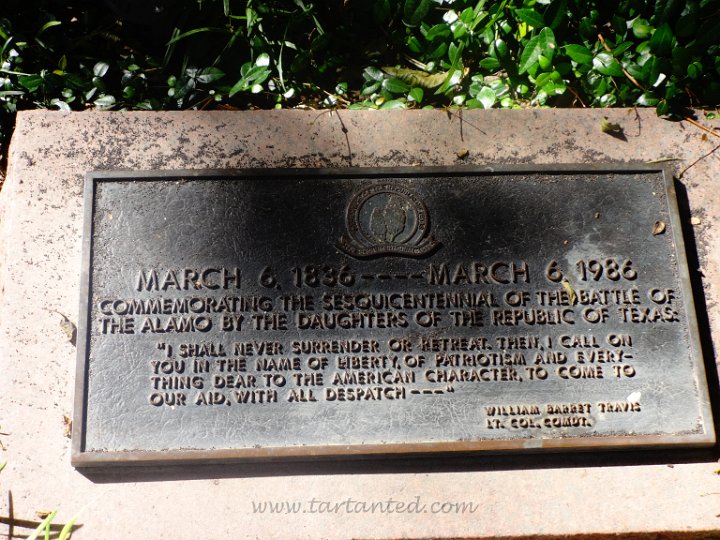 MARCH 6, 1836----MARCH 6, 1986
COMMEMORATING THE SESQUICENTENNIAL OF THE BATTLE OF
THE ALAMO BY THE DAUGHTERS OF THE REPUBLIC OF TEXAS:
"I SHALL NEVER SURRENDER OR RETREAT. THEN, I CALL ON
YOU IN THE NAME OF LIBERTY, OF PATRIOTISM AND EVERY-
THING DEAR TO THE AMERICAN CHARACTER, TO COME TO
OUR AID, WITH ALL DESPATCH---"
WILLIAM BARRET TRAVIS
LT. COL. COMDT.
www.tartanted.com